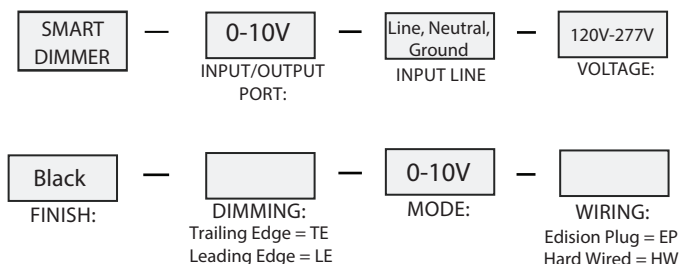 SMART
DIMMER
0-10V
INPUT/OUTPUT
PORT:
Line, Neutral,
Ground
INPUT LINE
120V-277V
VOLTAGE:
Black
FINISH:
DIMMING:
Trailing Edge = TE
Leading Edge = LE
0-10V
MODE:
WIRING:
Edision Plug = EP
Hard Wired = HW